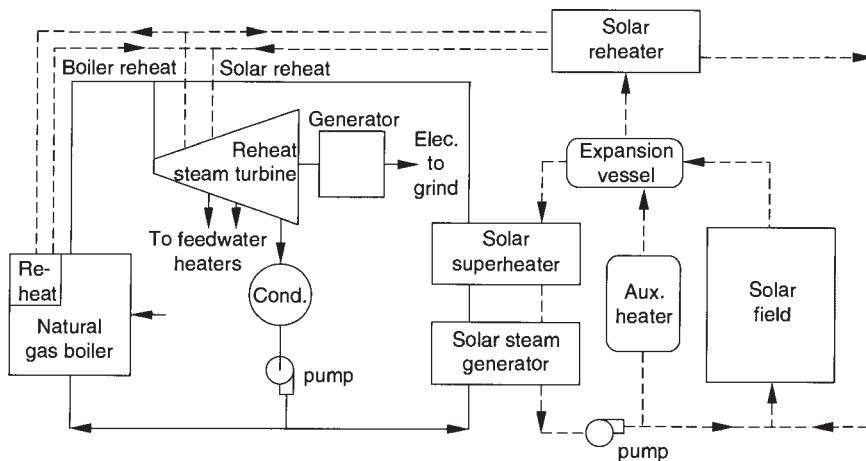 Solar
reheater
Boiler reheat
Solar reheat
Generator
Elec.
to
grind
Reheat
steam turbine
Expansion
vessel
To feedwater
heaters
Solar
superheater
Re-
heat
Cond.
Aux.
heater
Solar
field
Natural
gas boiler
Solar steam
generator
pump
pump